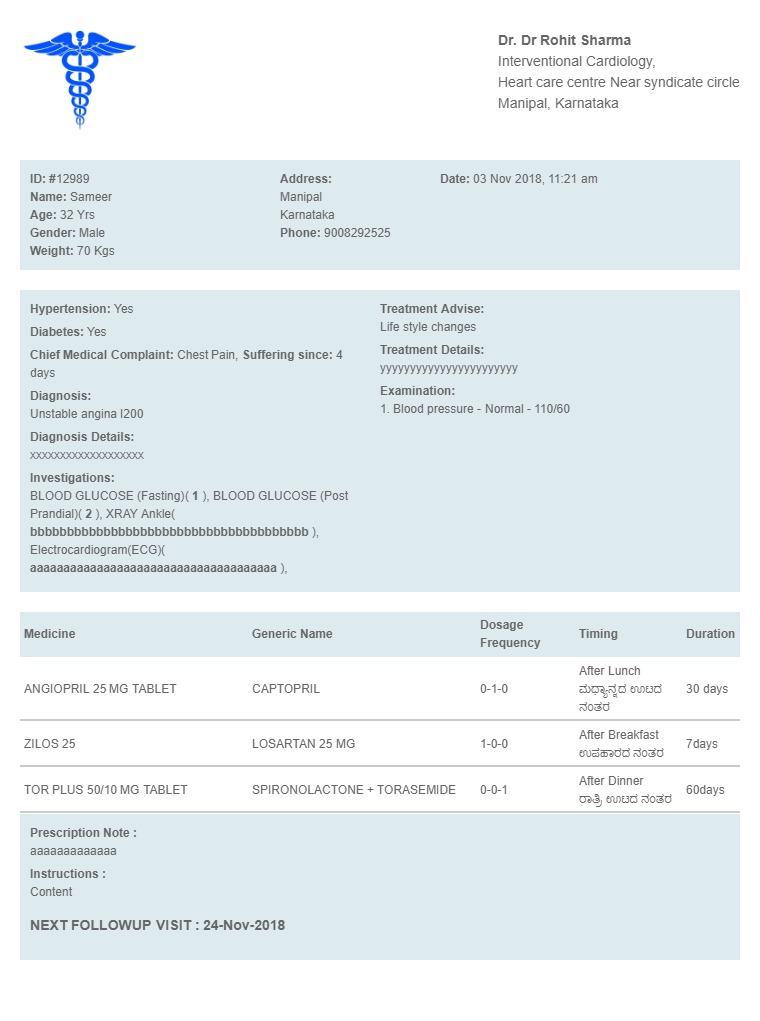 Dr. Dr Rohit Sharma
Interventional Cardiology,
Heart care centre Near syndicate circle
Manipal, Karnataka
ID: #12989
Name: Sameer
Age: 32 Yrs
Gender: Male
Weight: 70 Kgs
Address:
Manipal
Karnataka
Phone: 9008292525
Date: 03 Nov 2018, 11:21 am
Hypertension: Yes
Diabetes: Yes
Chief Medical Complaint: Chest Pain, Suffering since: 4
days
Diagnosis:
Unstable angina I200
Diagnosis Details:
xxxxxxxxxxxxxxxxxxx
Investigations:
BLOOD GLUCOSE (Fasting)( 1 ), BLOOD GLUCOSE (Post
Prandial)( 2 ), XRAY Ankle(
bbbbbbbbbbbbbbbbbbbbbbbbbbbbbbbbbbbbbb ),
Electrocardiogram(ECG)(
aaaaaaaaaaaaaaaaaaaaaaaaaaaaaaaaaaaaa ),
Treatment Advise:
Life style changes
Treatment Details:
yyyyyyyyyyyyyyyyyyyyyyy
Examination:
1. Blood pressure - Normal - 110/60
Medicine Generic Name Dosage Frequency Timing Duration
ANGIOPRIL 25 MG TABLET CAPTOPRIL 0-1-0 After Lunch 30 days
ಮಧ್ಯಾನ್ನದ ಊಟದ
ನಂತರ
ZILOS 25 LOSARTAN 25 MG 1-0-0 After Breakfast 7days
ಉಪಹಾರದ ನಂತರ
TOR PLUS 50/10 MG TABLET SPIRONOLACTONE + TORASEMIDE 0-0-1 After Dinner 60days
ರಾತ್ರಿ ಊಟದ ನಂತರ
Prescription Note :
aaaaaaaaaaaaa
Instructions :
Content
NEXT FOLLOWUP VISIT : 24-Nov-2018